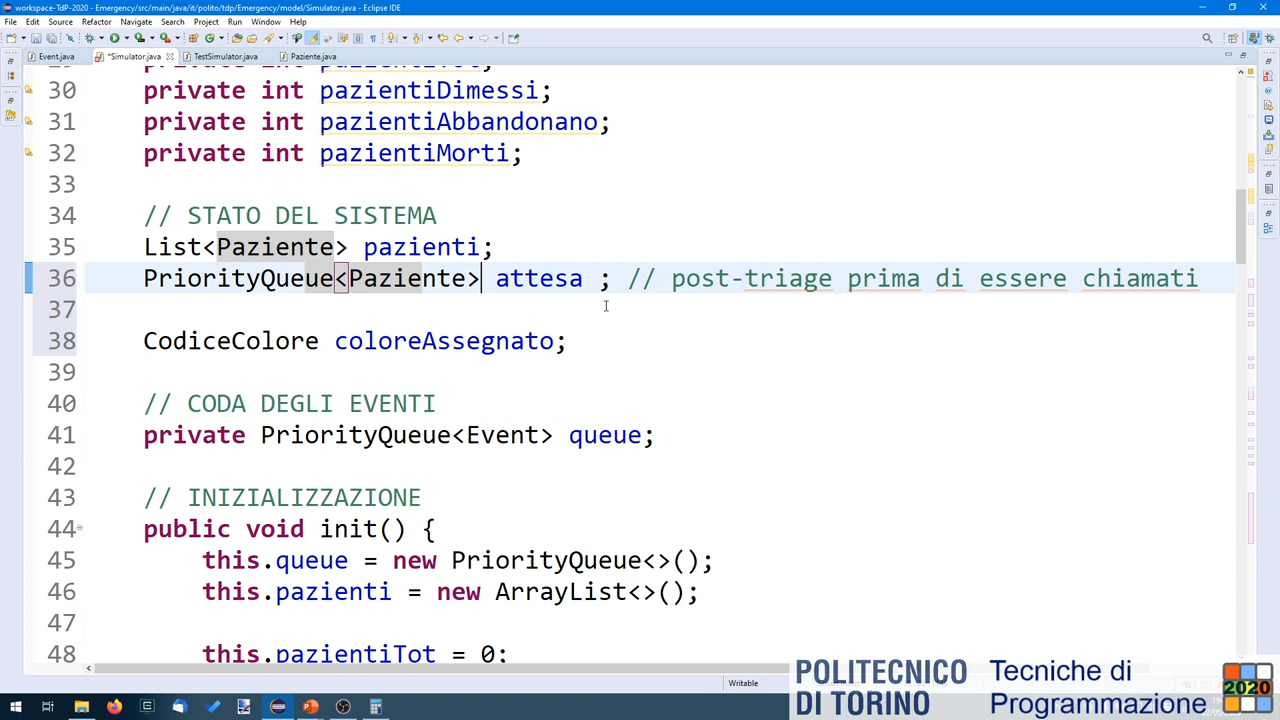 workspace-TdP-2020 - Emergency/src/main/java/it/polito/tdp/Emergency/model/Simulator.java - Eclipse IDE
File Edit Source Refactor Navigate Search Project Run Window Help
Event.java *Simulator.java TestSimulator.java Paziente.java
30 private int pazientiDimessi;
31 private int pazientiAbbandonano;
32 private int pazientiMorti;
33
34 // STATO DEL SISTEMA
35 List<Paziente> pazienti;
36 PriorityQueue<Paziente> attesa ; // post-triage prima di essere chiamati
37
38 CodiceColore coloreAssegnato;
39
40 // CODA DEGLI EVENTI
41 private PriorityQueue<Event> queue;
42
43 // INIZIALIZZAZIONE
44 public void init() {
45 this.queue = new PriorityQueue<>();
46 this.pazienti = new ArrayList<>();
47
48 this.pazientiTot = 0;
Writable
POLITECNICO
DI TORINO
Tecniche di
Programmazione
2020